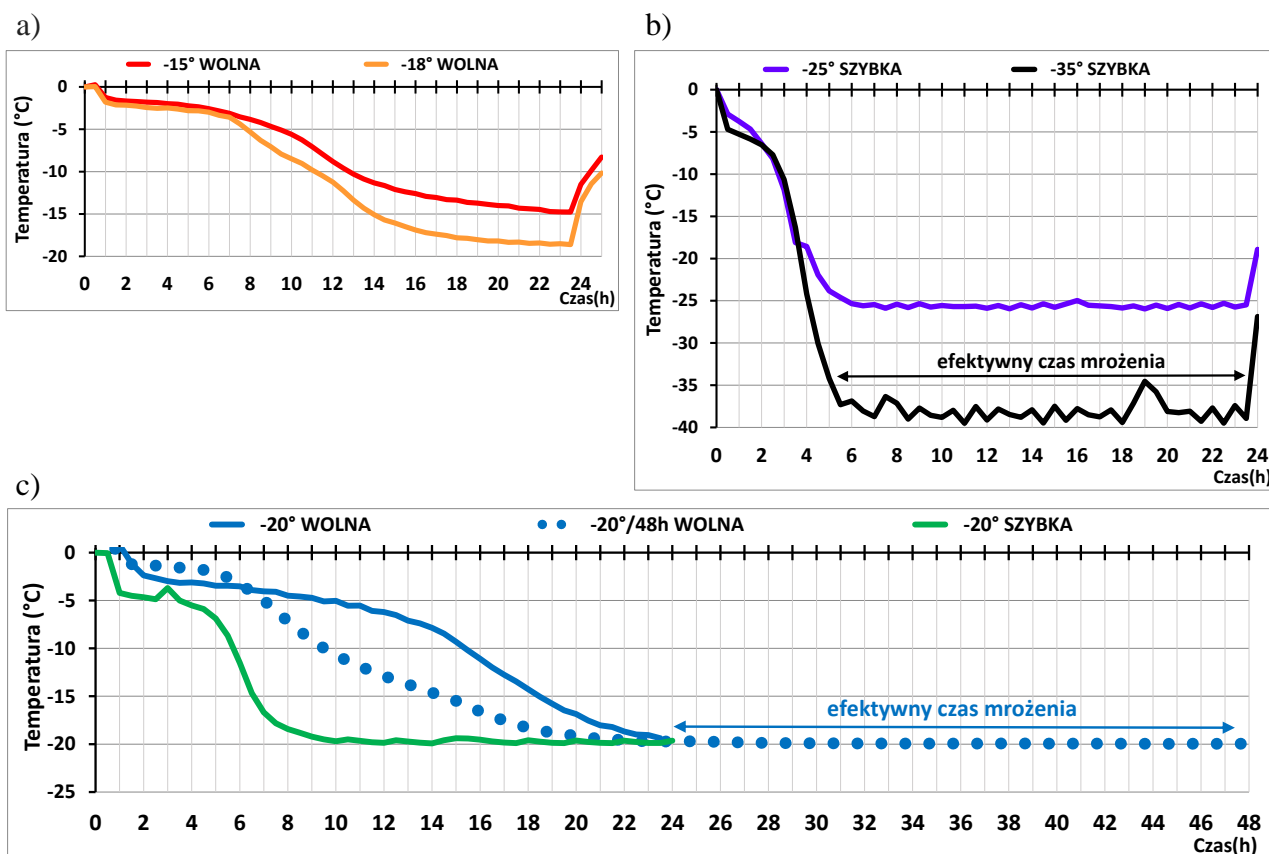 a)
-15° WOLNA -18° WOLNA
Temperatura (°C)
0
-5
-10
-15
-20
0 2 4 6 8 10 12 14 16 18 20 22 24
Czas(h)
b)
-25° SZYBKA -35° SZYBKA
Temperatura (°C)
0
-5
-10
-15
-20
-25
-30
-35
-40
efektywny czas mrożenia
0 2 4 6 8 10 12 14 16 18 20 22 24
Czas(h)
c)
-20° WOLNA -20°/48h WOLNA -20° SZYBKA
Temperatura (°C)
0
-5
-10
-15
-20
-25
efektywny czas mrożenia
0 2 4 6 8 10 12 14 16 18 20 22 24 26 28 30 32 34 36 38 40 42 44 46 48
Czas(h)